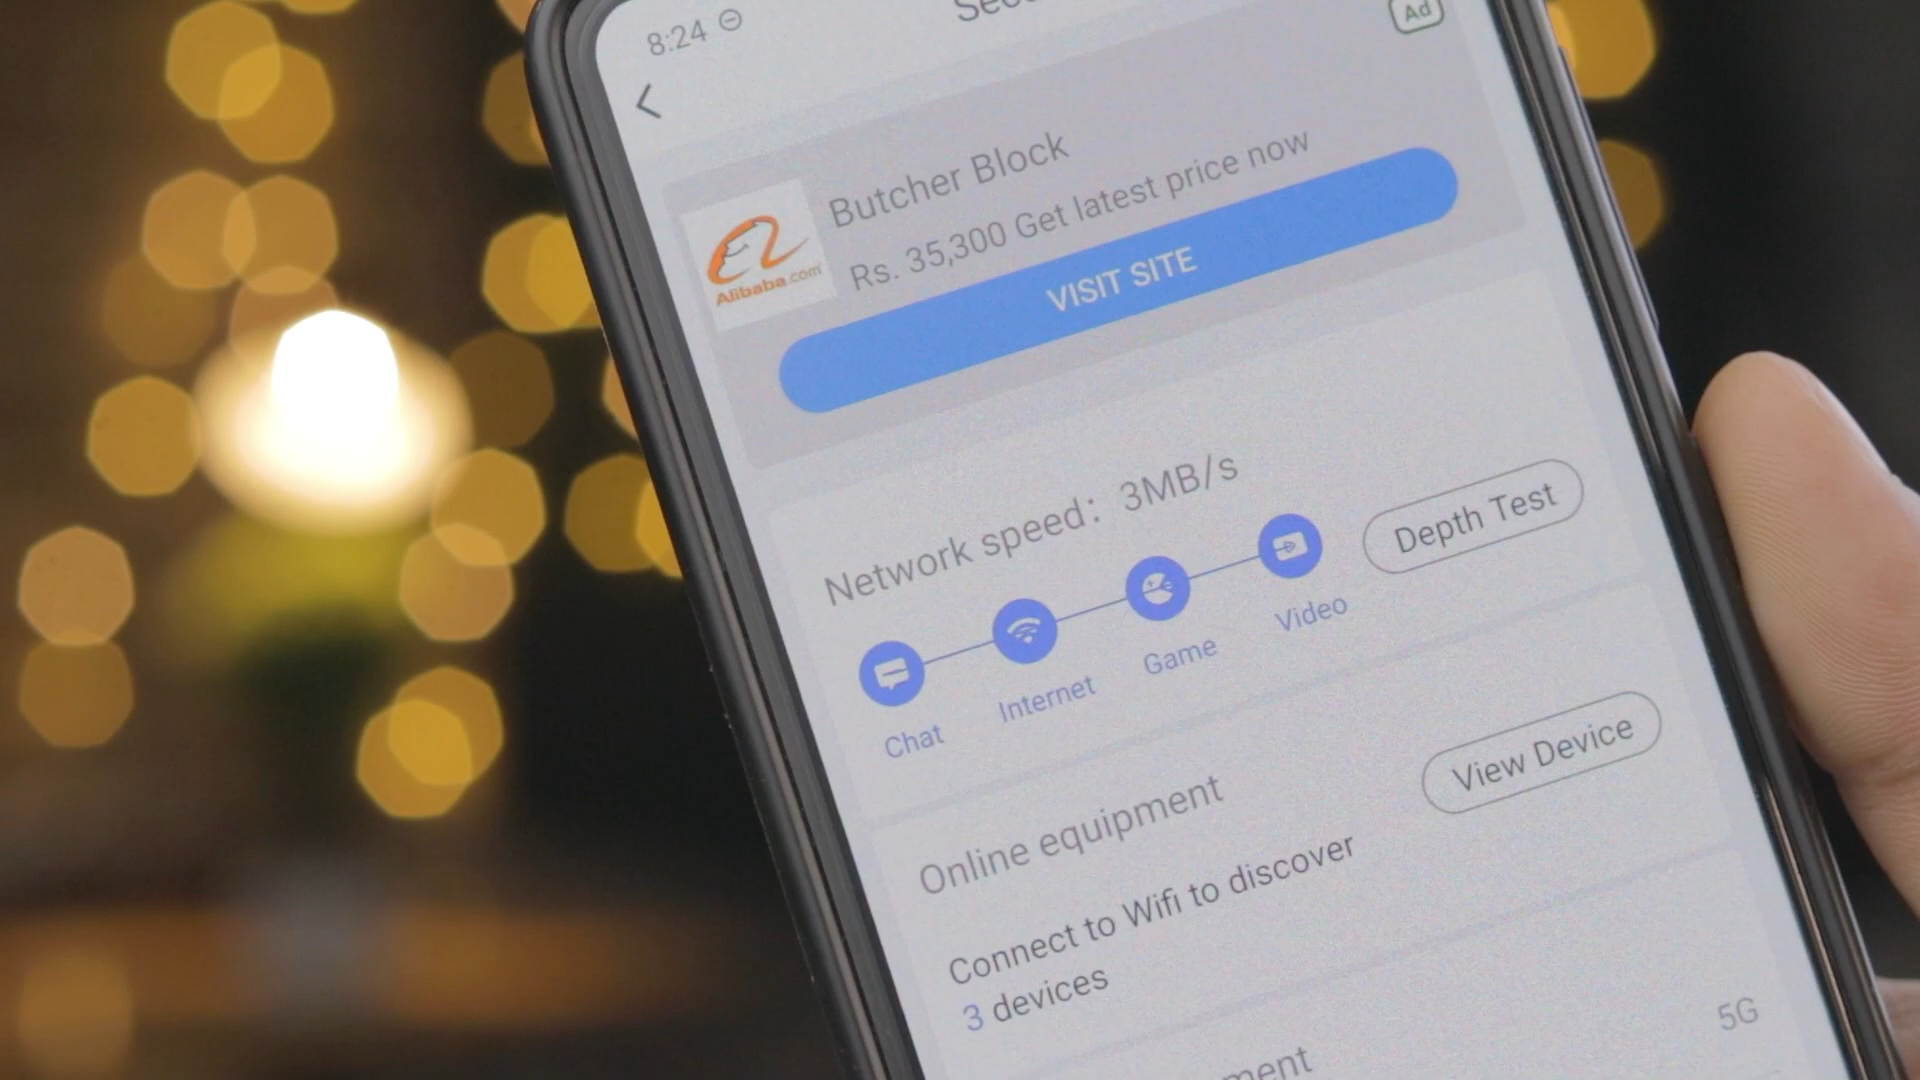 8:24
Ad
Butcher Block
Rs. 35,300 Get latest price now
Alibaba.com
VISIT SITE
Network speed: 3MB/s
Depth Test
Chat
Internet
Game
Video
Online equipment
View Device
Connect to Wifi to discover
3 devices
5G